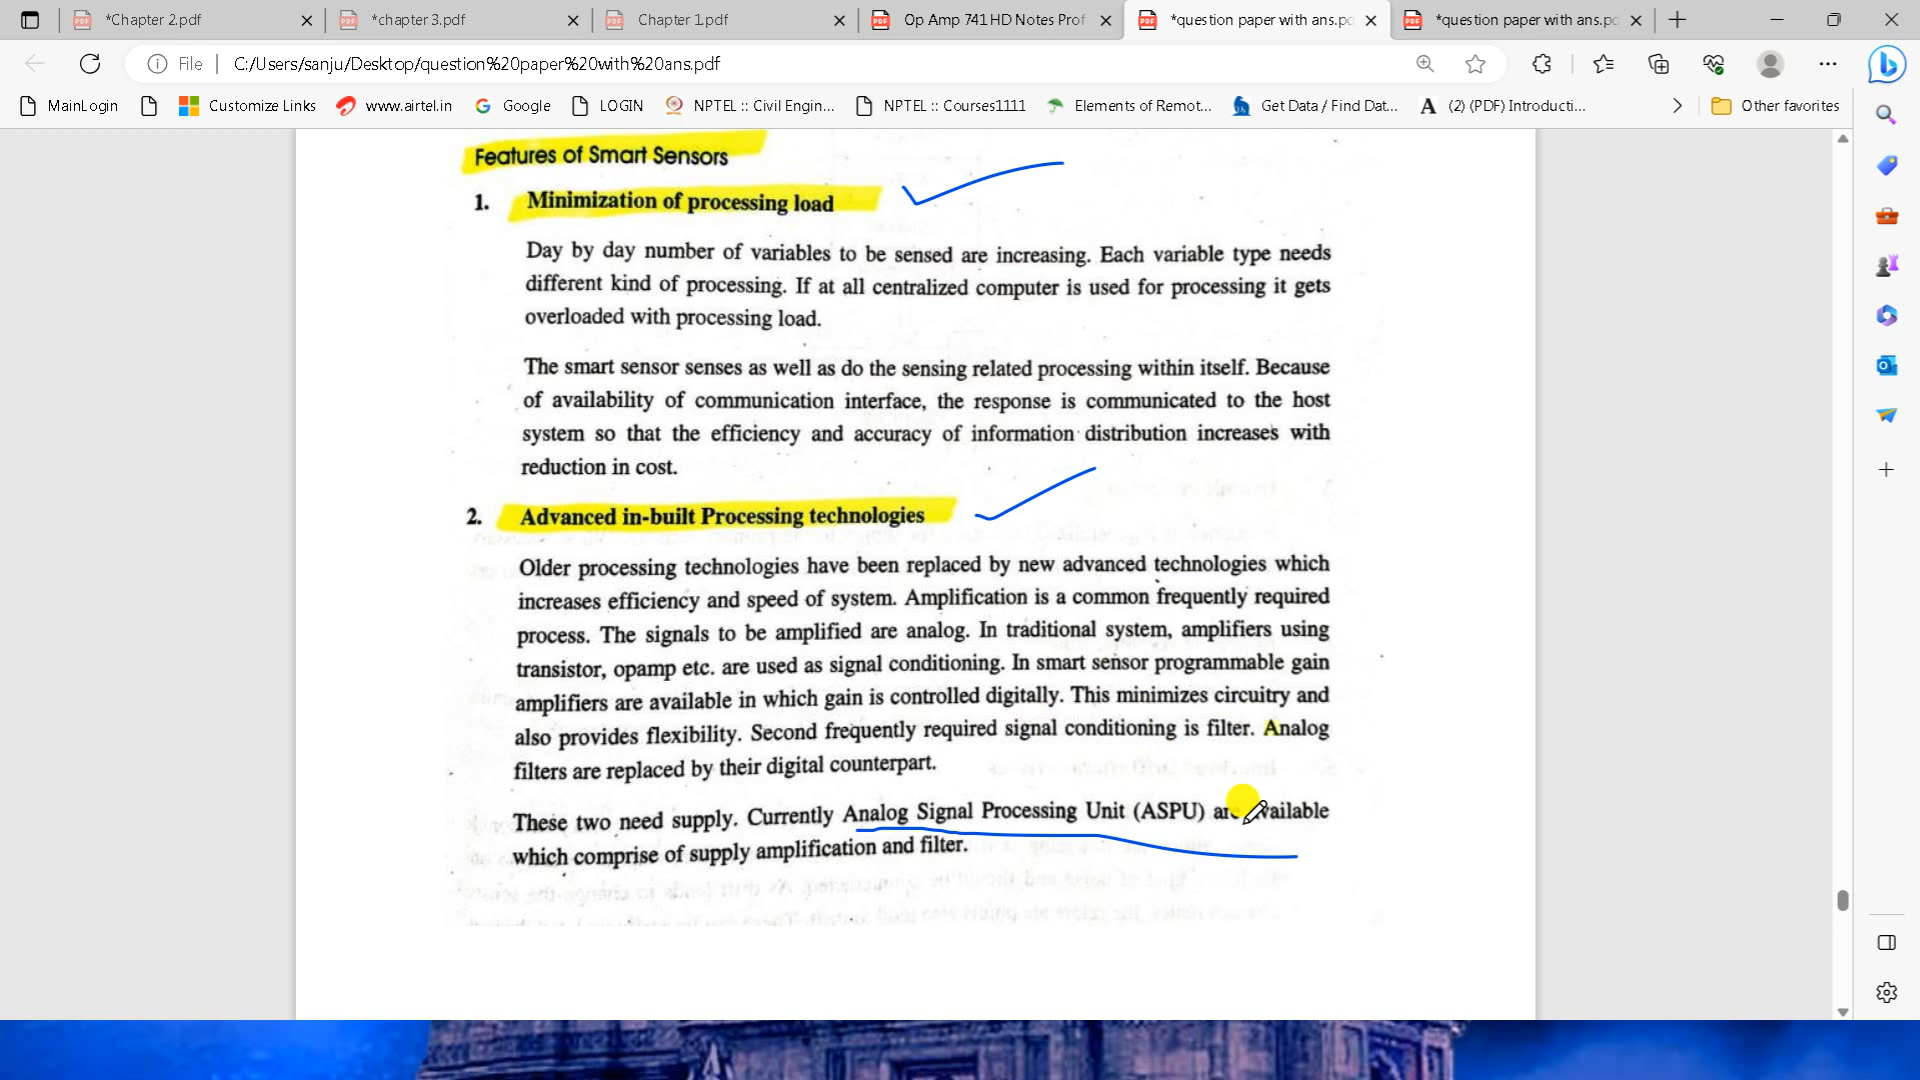 *Chapter 2.pdf
*chapter 3.pdf
Chapter 1.pdf
Op Amp 741 HD Notes Prof
*question paper with ans.pd
*question paper with ans.pd
File
C:/Users/sanju/Desktop/question%20paper%20with%20ans.pdf
MainLogin
Customize Links
www.airtel.in
Google
LOGIN
NPTEL :: Civil Engin...
NPTEL :: Courses1111
Elements of Remot...
Get Data / Find Dat...
(2) (PDF) Introducti...
Other favorites
Features of Smart Sensors
1. Minimization of processing load
Day by day number of variables to be sensed are increasing. Each variable type needs
different kind of processing. If at all centralized computer is used for processing it gets
overloaded with processing load.
The smart sensor senses as well as do the sensing related processing within itself. Because
of availability of communication interface, the response is communicated to the host
system so that the efficiency and accuracy of information distribution increases with
reduction in cost.
2. Advanced in-built Processing technologies
Older processing technologies have been replaced by new advanced technologies which
increases efficiency and speed of system. Amplification is a common frequently required
process. The signals to be amplified are analog. In traditional system, amplifiers using
transistor, opamp etc. are used as signal conditioning. In smart sensor programmable gain
amplifiers are available in which gain is controlled digitally. This minimizes circuitry and
also provides flexibility. Second frequently required signal conditioning is filter. Analog
filters are replaced by their digital counterpart.
These two need supply. Currently Analog Signal Processing Unit (ASPU) are available
which comprise of supply amplification and filter.